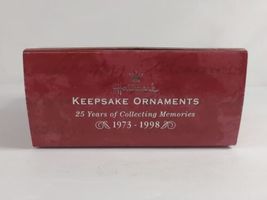 Hallmark
KEEPSAKE ORNAMENTS
25 Years of Collecting Memories
1973 - 1998